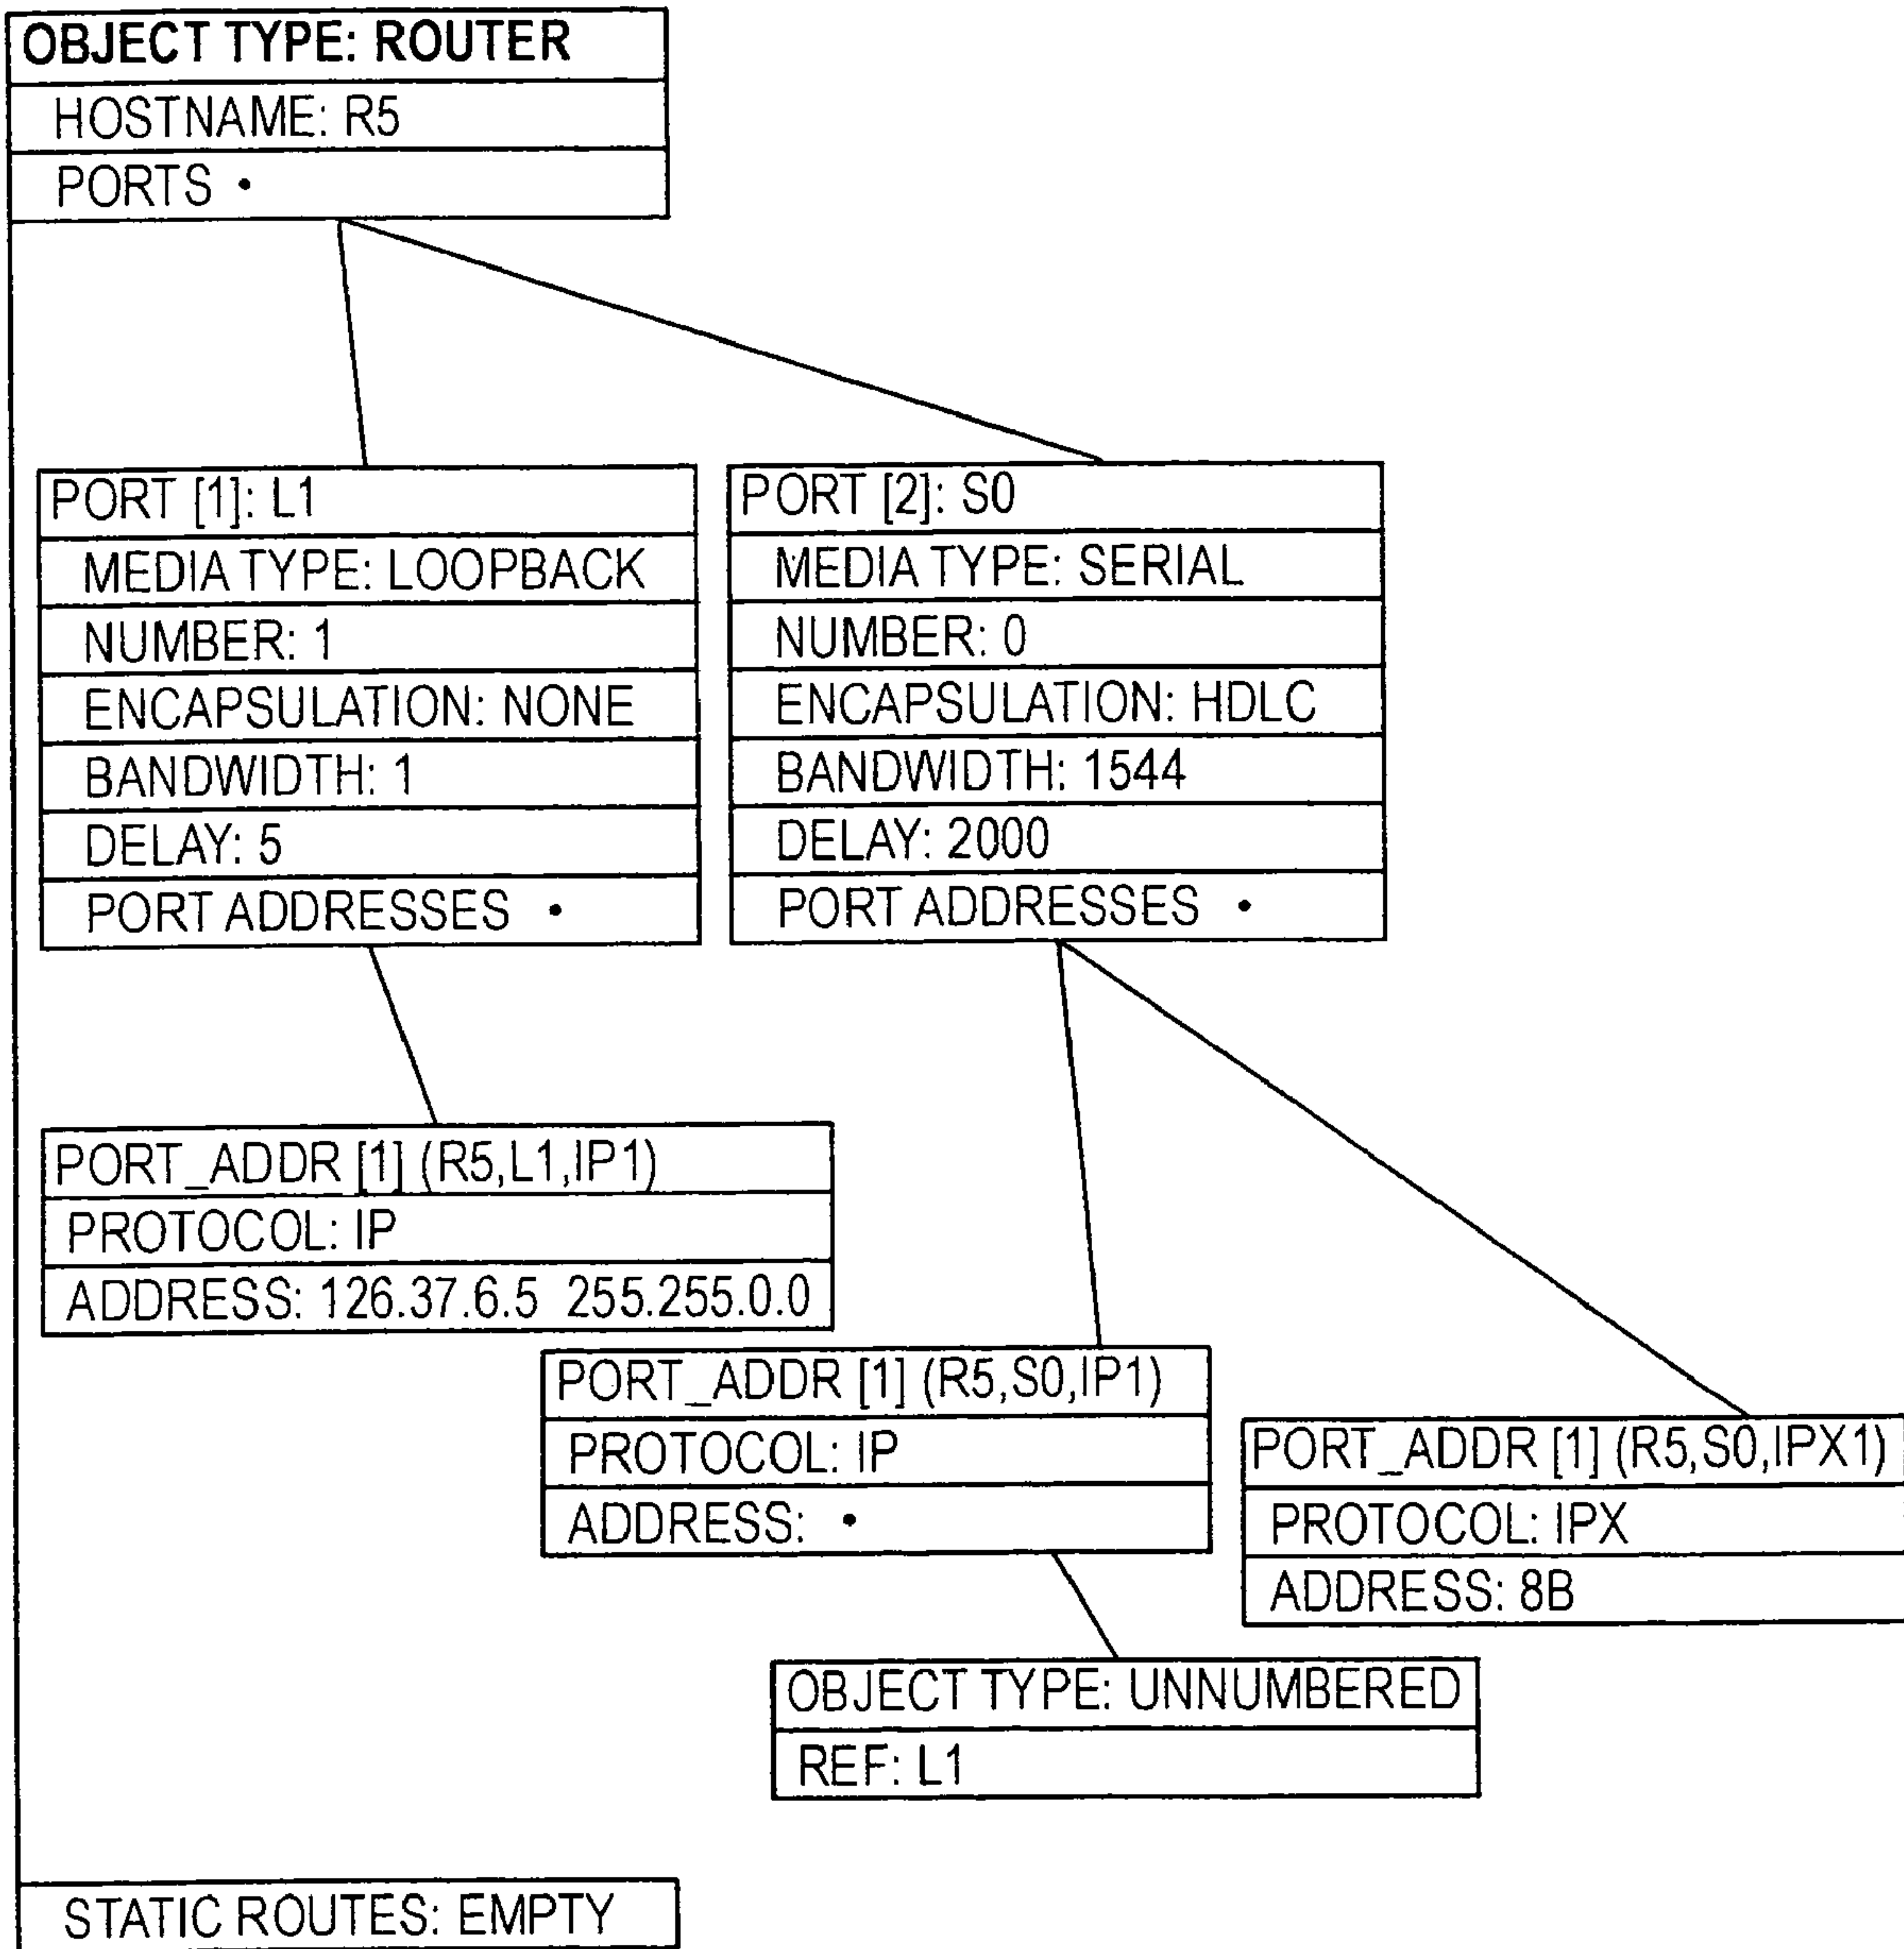 OBJECT TYPE: ROUTER
HOSTNAME: R5
PORTS •
PORT [1]: L1
MEDIA TYPE: LOOPBACK
NUMBER: 1
ENCAPSULATION: NONE
BANDWIDTH: 1
DELAY: 5
PORT ADDRESSES •
PORT [2]: S0
MEDIA TYPE: SERIAL
NUMBER: 0
ENCAPSULATION: HDLC
BANDWIDTH: 1544
DELAY: 2000
PORT ADDRESSES •
PORT_ADDR [1] (R5,L1,IP1)
PROTOCOL: IP
ADDRESS: 126.37.6.5 255.255.0.0
PORT_ADDR [1] (R5,S0,IP1)
PROTOCOL: IP
ADDRESS: •
PORT_ADDR [1] (R5,S0,IPX1)
PROTOCOL: IPX
ADDRESS: 8B
OBJECT TYPE: UNNUMBERED
REF: L1
STATIC ROUTES: EMPTY